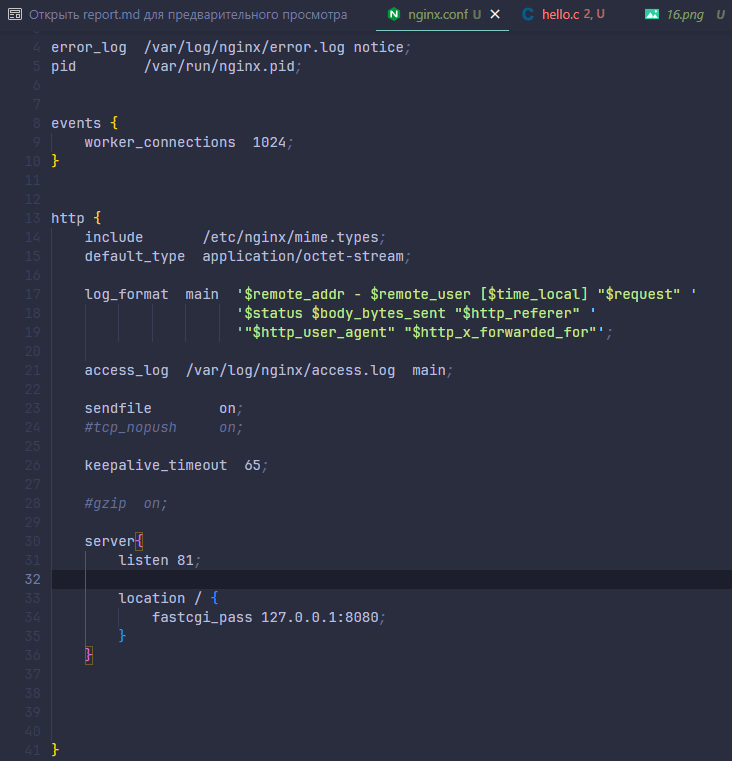 Открыть report.md для предварительного просмотра nginx.conf U hello.c 2, U 16.png U
4 error_log  /var/log/nginx/error.log notice;
5 pid        /var/run/nginx.pid;
6
7
8 events {
9     worker_connections  1024;
10 }
11
12
13 http {
14     include       /etc/nginx/mime.types;
15     default_type  application/octet-stream;
16
17     log_format  main  '$remote_addr - $remote_user [$time_local] "$request" '
18                       '$status $body_bytes_sent "$http_referer" '
19                       '"$http_user_agent" "$http_x_forwarded_for"';
20
21     access_log  /var/log/nginx/access.log  main;
22
23     sendfile        on;
24     #tcp_nopush     on;
25
26     keepalive_timeout  65;
27
28     #gzip  on;
29
30     server{
31         listen 81;
32
33         location / {
34             fastcgi_pass 127.0.0.1:8080;
35         }
36     }
37
38
39
40
41 }